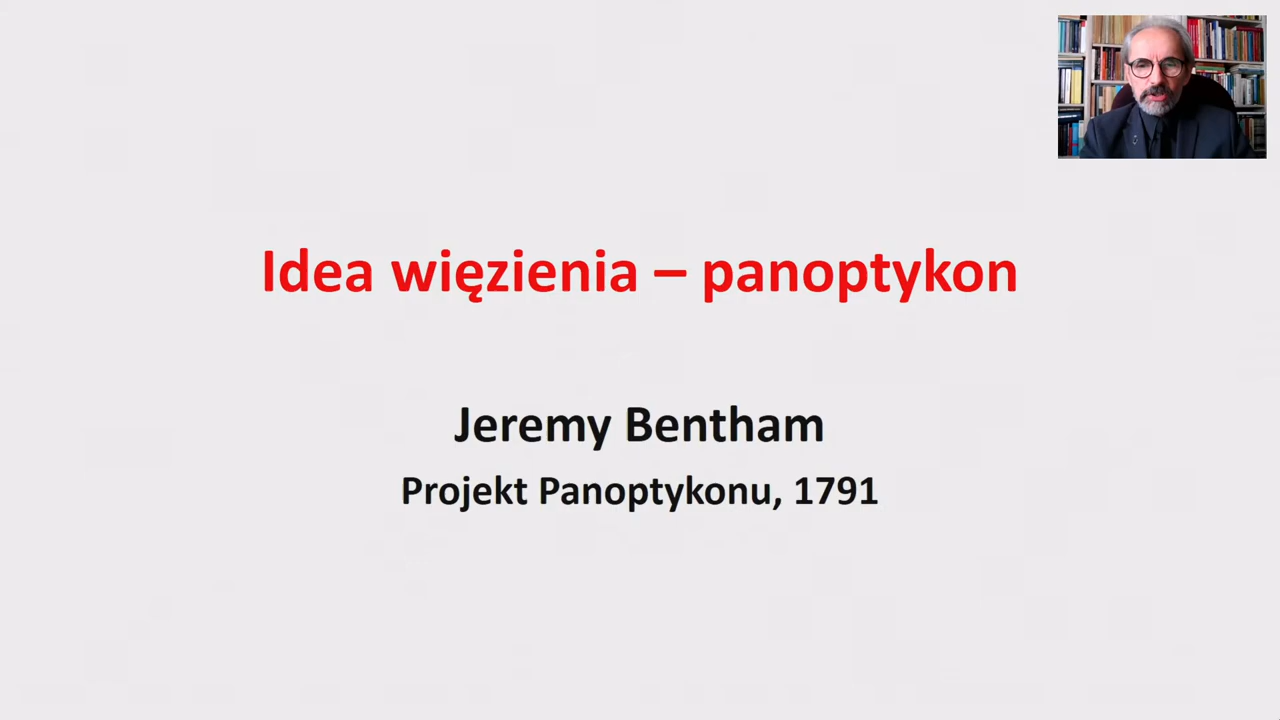 Idea więzienia – panoptykon
Jeremy Bentham
Projekt Panoptykonu, 1791